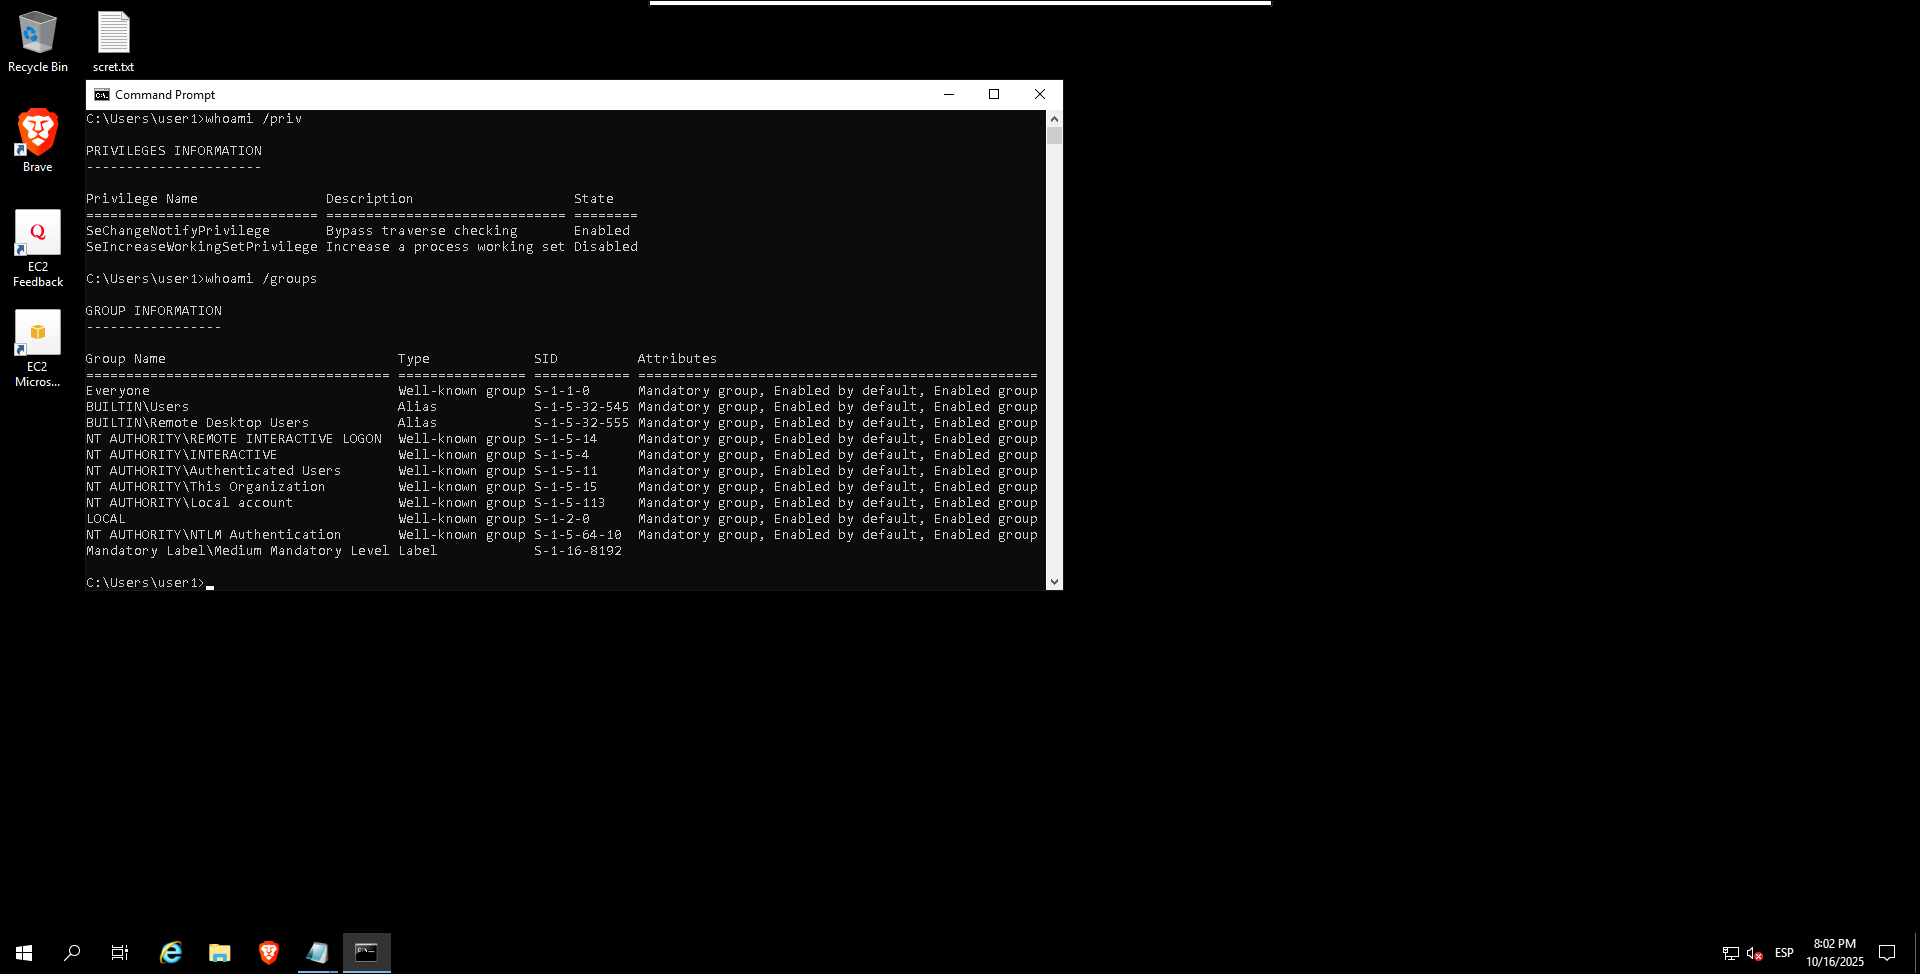 Recycle Bin
scret.txt
Brave
EC2
Feedback
EC2
Micros...
Command Prompt
C:\Users\user1>whoami /priv
PRIVILEGES INFORMATION
----------------------
Privilege Name                Description                    State
============================= ============================== ========
SeChangeNotifyPrivilege       Bypass traverse checking       Enabled
SeIncreaseWorkingSetPrivilege Increase a process working set Disabled
C:\Users\user1>whoami /groups
GROUP INFORMATION
-----------------
Group Name                             Type             SID          Attributes
====================================== ================ ============ ==================================================
Everyone                               Well-known group S-1-1-0      Mandatory group, Enabled by default, Enabled group
BUILTIN\Users                          Alias            S-1-5-32-545 Mandatory group, Enabled by default, Enabled group
BUILTIN\Remote Desktop Users           Alias            S-1-5-32-555 Mandatory group, Enabled by default, Enabled group
NT AUTHORITY\REMOTE INTERACTIVE LOGON  Well-known group S-1-5-14     Mandatory group, Enabled by default, Enabled group
NT AUTHORITY\INTERACTIVE               Well-known group S-1-5-4      Mandatory group, Enabled by default, Enabled group
NT AUTHORITY\Authenticated Users       Well-known group S-1-5-11     Mandatory group, Enabled by default, Enabled group
NT AUTHORITY\This Organization         Well-known group S-1-5-15     Mandatory group, Enabled by default, Enabled group
NT AUTHORITY\Local account             Well-known group S-1-5-113    Mandatory group, Enabled by default, Enabled group
LOCAL                                  Well-known group S-1-2-0      Mandatory group, Enabled by default, Enabled group
NT AUTHORITY\NTLM Authentication       Well-known group S-1-5-64-10  Mandatory group, Enabled by default, Enabled group
Mandatory Label\Medium Mandatory Level Label            S-1-16-8192
C:\Users\user1>
ESP
8:02 PM
10/16/2025